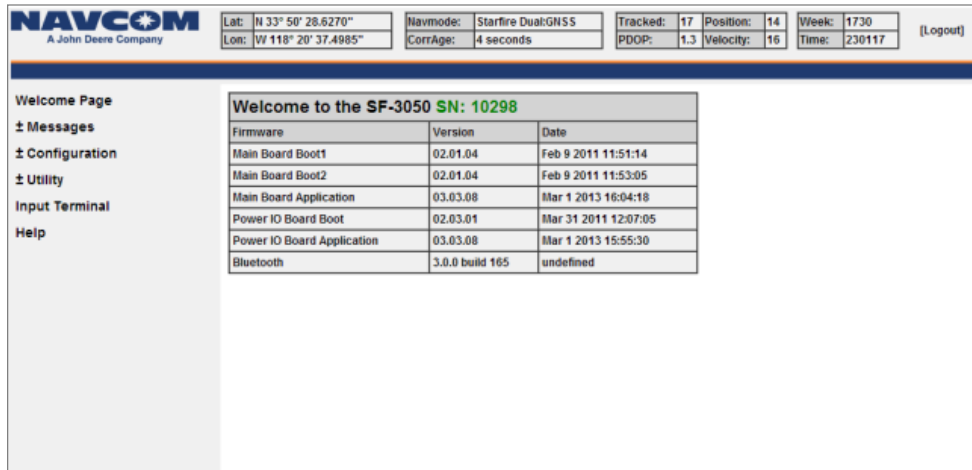 NAVCOM
A John Deere Company
Lat: N 33° 50' 28.6270"
Lon: W 118° 20' 37.4985"
Navmode: Starfire Dual:GNSS
CorrAge: 4 seconds
Tracked: 17 Position: 14
PDOP: 1.3 Velocity: 16
Week: 1730
Time: 230117
[Logout]
Welcome Page
± Messages
± Configuration
± Utility
Input Terminal
Help
Welcome to the SF-3050 SN: 10298
Firmware Version Date
Main Board Boot1 02.01.04 Feb 9 2011 11:51:14
Main Board Boot2 02.01.04 Feb 9 2011 11:53:05
Main Board Application 03.03.08 Mar 1 2013 16:04:18
Power IO Board Boot 02.03.01 Mar 31 2011 12:07:05
Power IO Board Application 03.03.08 Mar 1 2013 15:55:30
Bluetooth 3.0.0 build 165 undefined